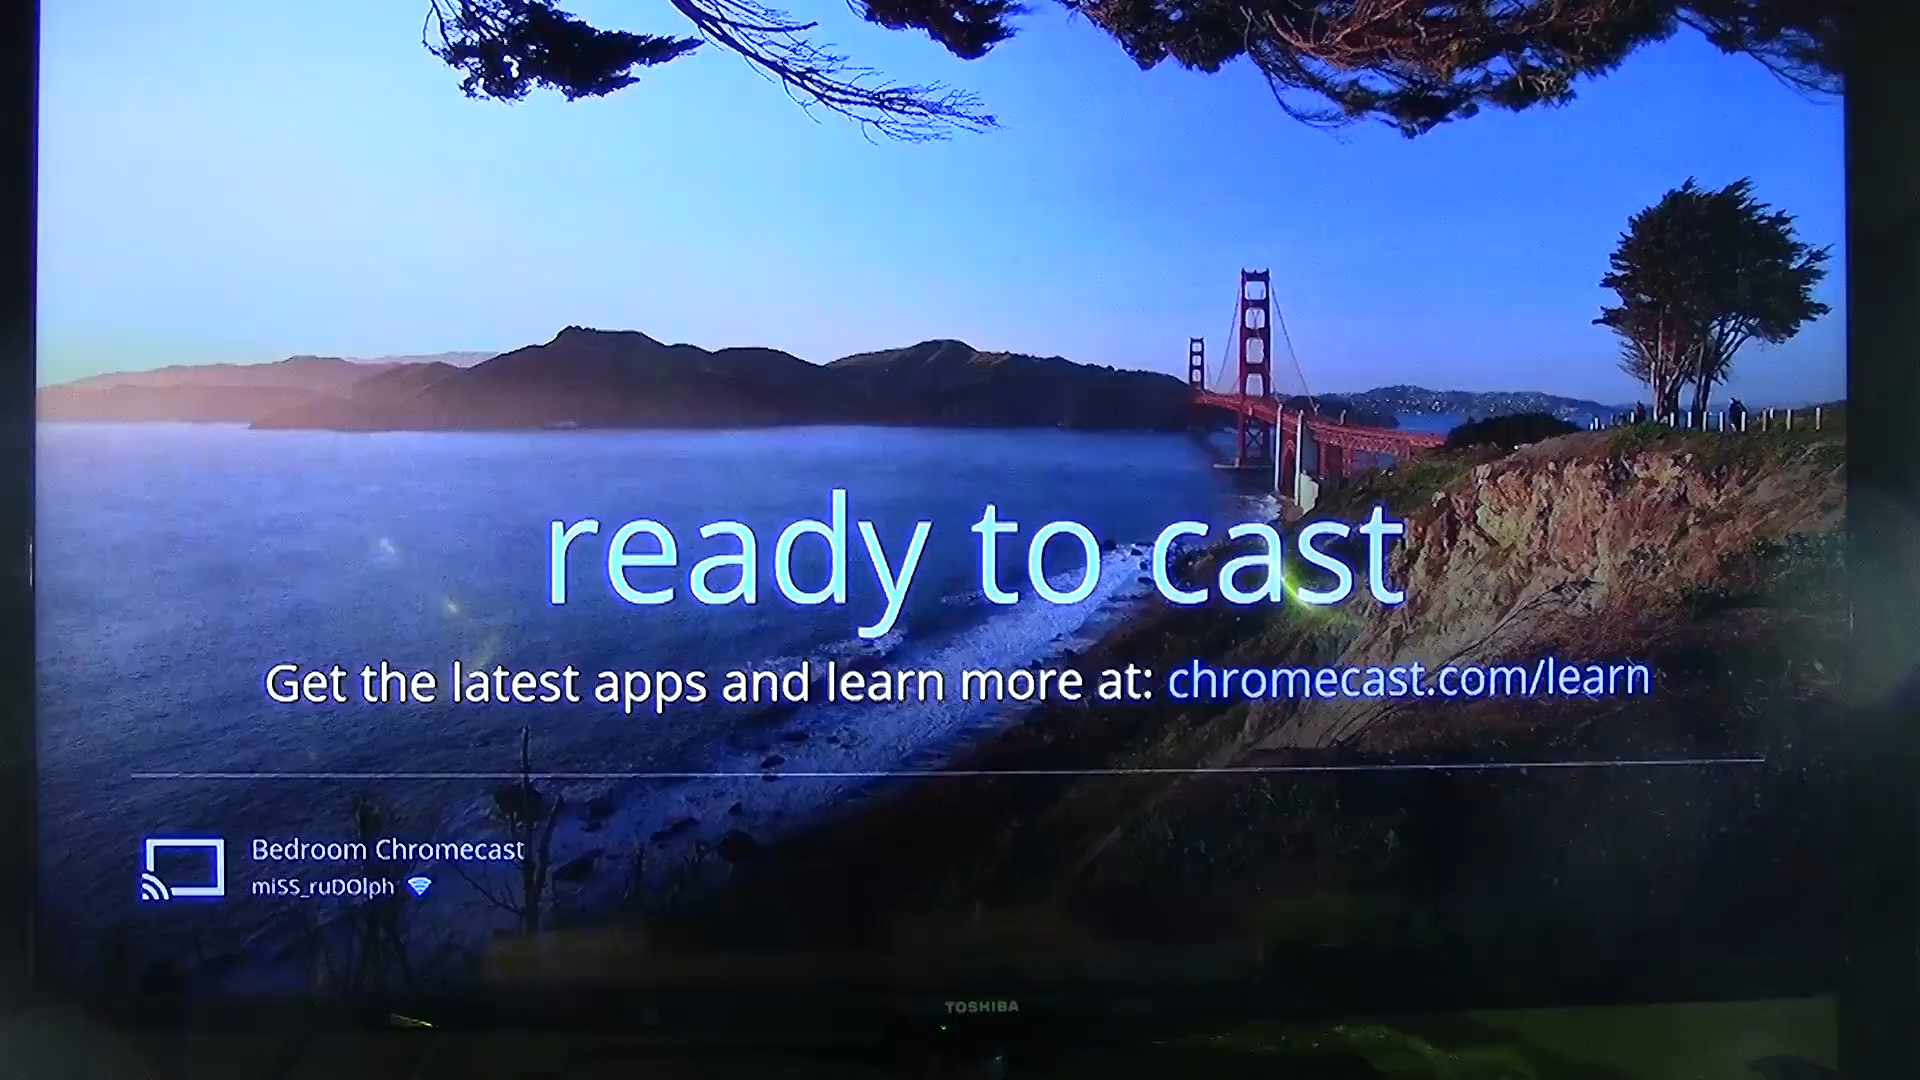 ready to cast
Get the latest apps and learn more at: chromecast.com/learn
Bedroom Chromecast
miSS_ruDOlph
TOSHIBA